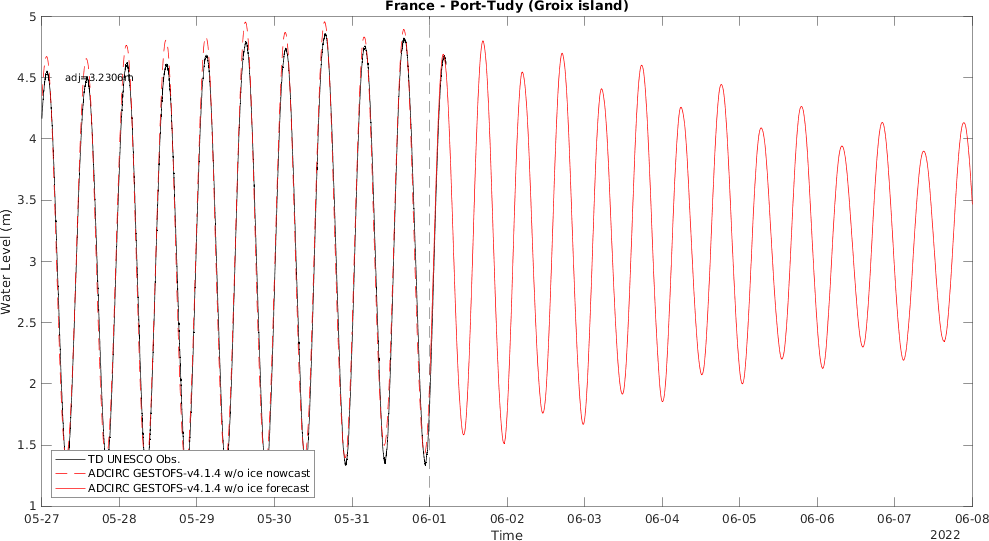 France - Port-Tudy (Groix island)
Water Level (m)
5
4.5
4
3.5
3
2.5
2
1.5
1
adj=3.2306m
TD UNESCO Obs.
ADCIRC GESTOFS-v4.1.4 w/o ice nowcast
ADCIRC GESTOFS-v4.1.4 w/o ice forecast
05-27 05-28 05-29 05-30 05-31 06-01 06-02 06-03 06-04 06-05 06-06 06-07 06-08
Time
2022